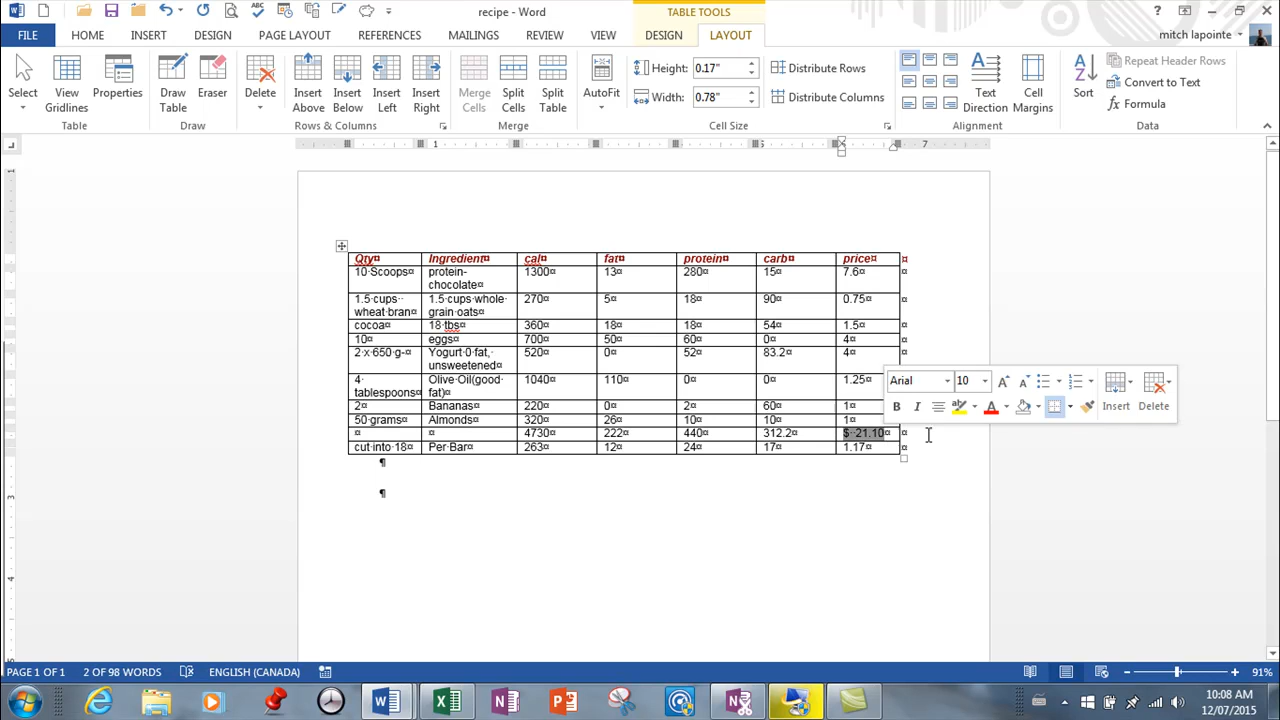 recipe - Word
TABLE TOOLS
FILE HOME INSERT DESIGN PAGE LAYOUT REFERENCES MAILINGS REVIEW VIEW DESIGN LAYOUT mitch lapointe
Select View Gridlines Properties Draw Table Eraser Delete Insert Above Insert Below Insert Left Insert Right Merge Cells Split Cells Split Table AutoFit Height: 0.17" Width: 0.78" Distribute Rows Distribute Columns Text Direction Cell Margins Sort Repeat Header Rows Convert to Text Formula
Table Draw Rows & Columns Merge Cell Size Alignment Data
Qty¤ Ingredient¤ cal¤ fat¤ protein¤ carb¤ price¤ ¤
10·Scoops¤ protein-chocolate¤ 1300¤ 13¤ 280¤ 15¤ 7.6¤ ¤
1.5·cups··wheat·bran¤ 1.5·cups·whole·grain·oats¤ 270¤ 5¤ 18¤ 90¤ 0.75¤ ¤
cocoa¤ 18·tbs¤ 360¤ 18¤ 18¤ 54¤ 1.5¤ ¤
10¤ eggs¤ 700¤ 50¤ 60¤ 0¤ 4¤ ¤
2·x·650·g-¤ Yogurt·0·fat,·unsweetened¤ 520¤ 0¤ 52¤ 83.2¤ 4¤ ¤
4·tablespoons¤ Olive·Oil(good·fat)¤ 1040¤ 110¤ 0¤ 0¤ 1.25¤
2¤ Bananas¤ 220¤ 0¤ 2¤ 60¤ 1¤
50·grams¤ Almonds¤ 320¤ 26¤ 10¤ 10¤ 1¤
¤ ¤ 4730¤ 222¤ 440¤ 312.2¤ $··21.10¤ ¤
cut·into·18¤ Per·Bar¤ 263¤ 12¤ 24¤ 17¤ 1.17¤ ¤
¶
¶
Arial 10
Insert Delete
PAGE 1 OF 1 2 OF 98 WORDS ENGLISH (CANADA) 91%
10:08 AM
12/07/2015